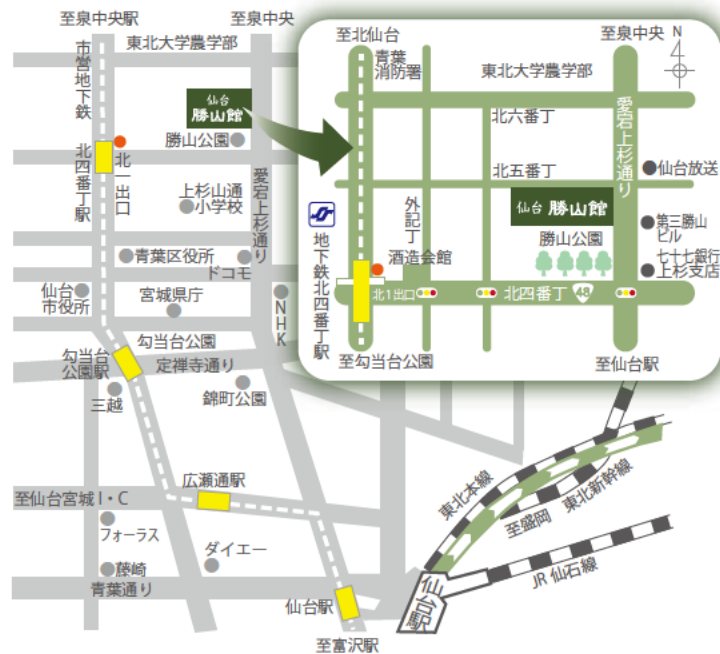 至泉中央駅
至泉中央
東北大学農学部
市営地下鉄
仙台
勝山館
勝山公園
北四番丁駅
北一出口
上杉山通
小学校
愛宕上杉通り
青葉区役所
ドコモ
仙台
市役所
宮城県庁
NHK
勾当台公園
勾当台
公園駅
定禅寺通り
三越
錦町公園
広瀬通駅
至仙台宮城I・C
フォーラス
ダイエー
藤崎
青葉通り
仙台駅
至富沢駅
至北仙台
至泉中央
N
青葉
消防署
東北大学農学部
北六番丁
愛宕上杉通り
北五番丁
仙台放送
外記丁
仙台 勝山館
第三勝山
ビル
地下鉄北四番丁駅
酒造会館
勝山公園
七十七銀行
上杉支店
北1出口
北四番丁
48
至勾当台公園
至仙台駅
東北本線
至盛岡
東北新幹線
JR仙石線
仙台駅